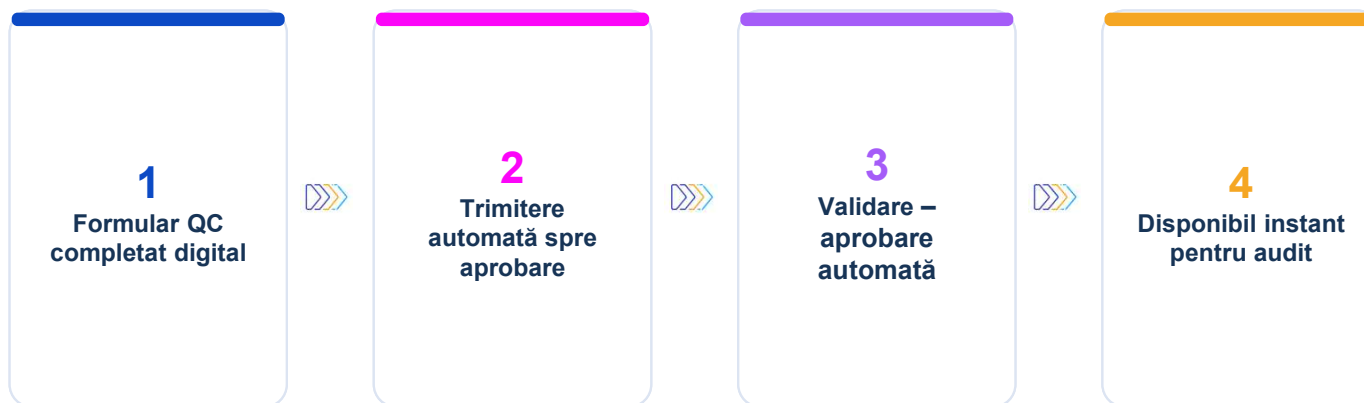 1
Formular QC
completat digital
2
Trimitere
automată spre
aprobare
3
Validare –
aprobare
automată
4
Disponibil instant
pentru audit